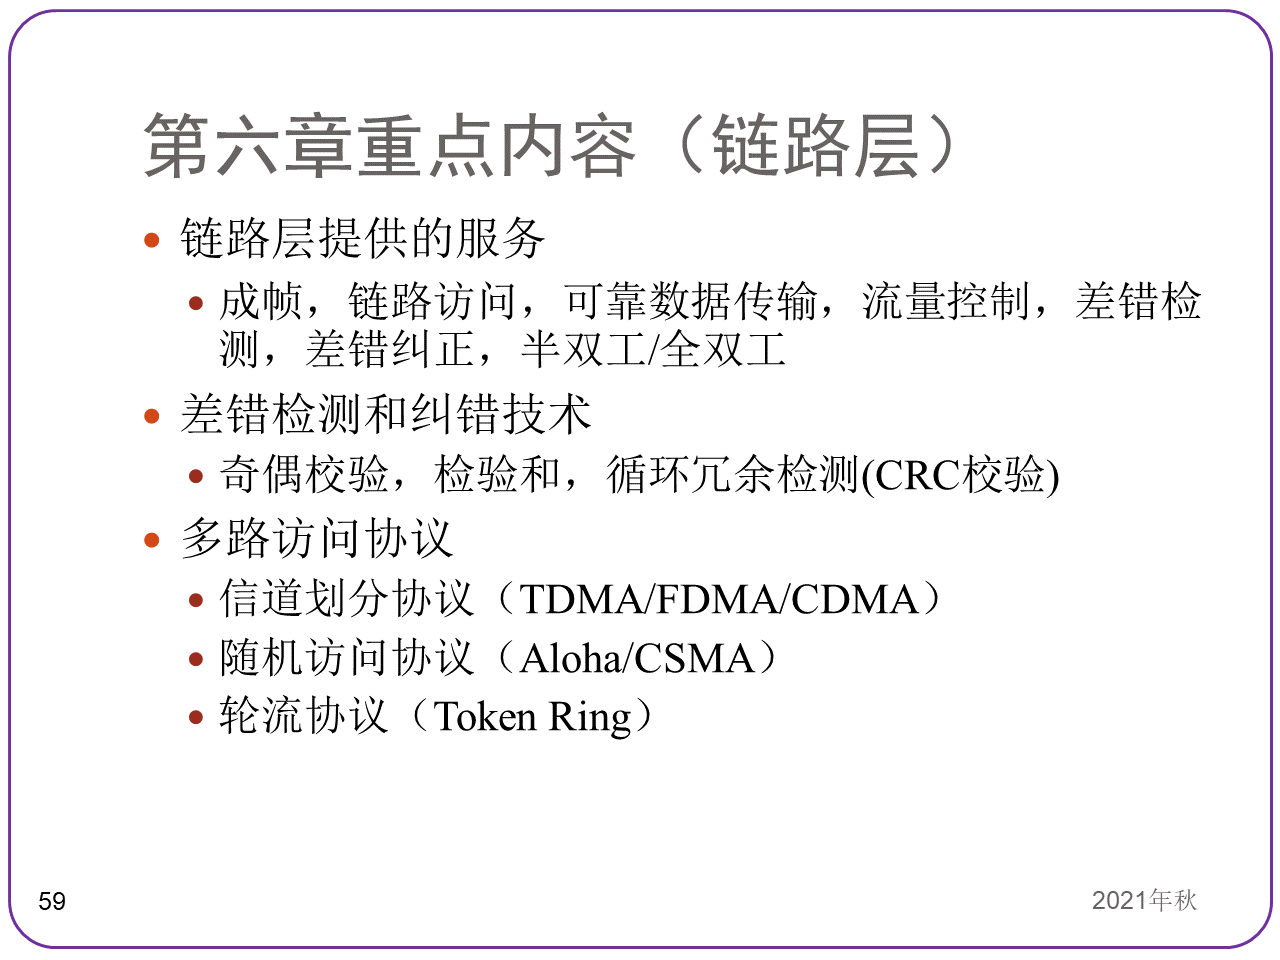 第六章重点内容（链路层）
链路层提供的服务
成帧，链路访问，可靠数据传输，流量控制，差错检
测，差错纠正，半双工/全双工
差错检测和纠错技术
奇偶校验，检验和，循环冗余检测(CRC校验)
多路访问协议
信道划分协议（TDMA/FDMA/CDMA）
随机访问协议（Aloha/CSMA）
轮流协议（Token Ring）
59
2021年秋